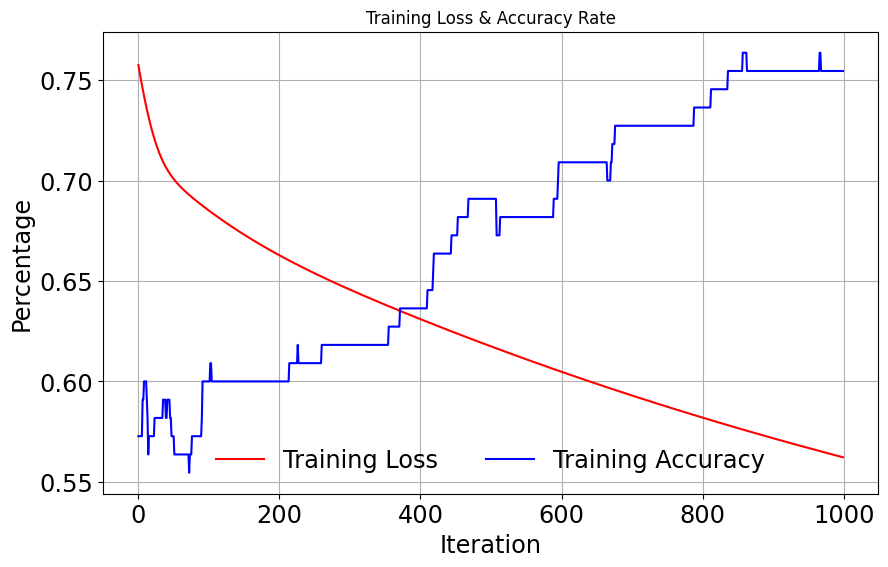 Training Loss & Accuracy Rate
Percentage
0.75
0.70
0.65
0.60
0.55
Training Loss
Training Accuracy
0
200
400
600
800
1000
Iteration